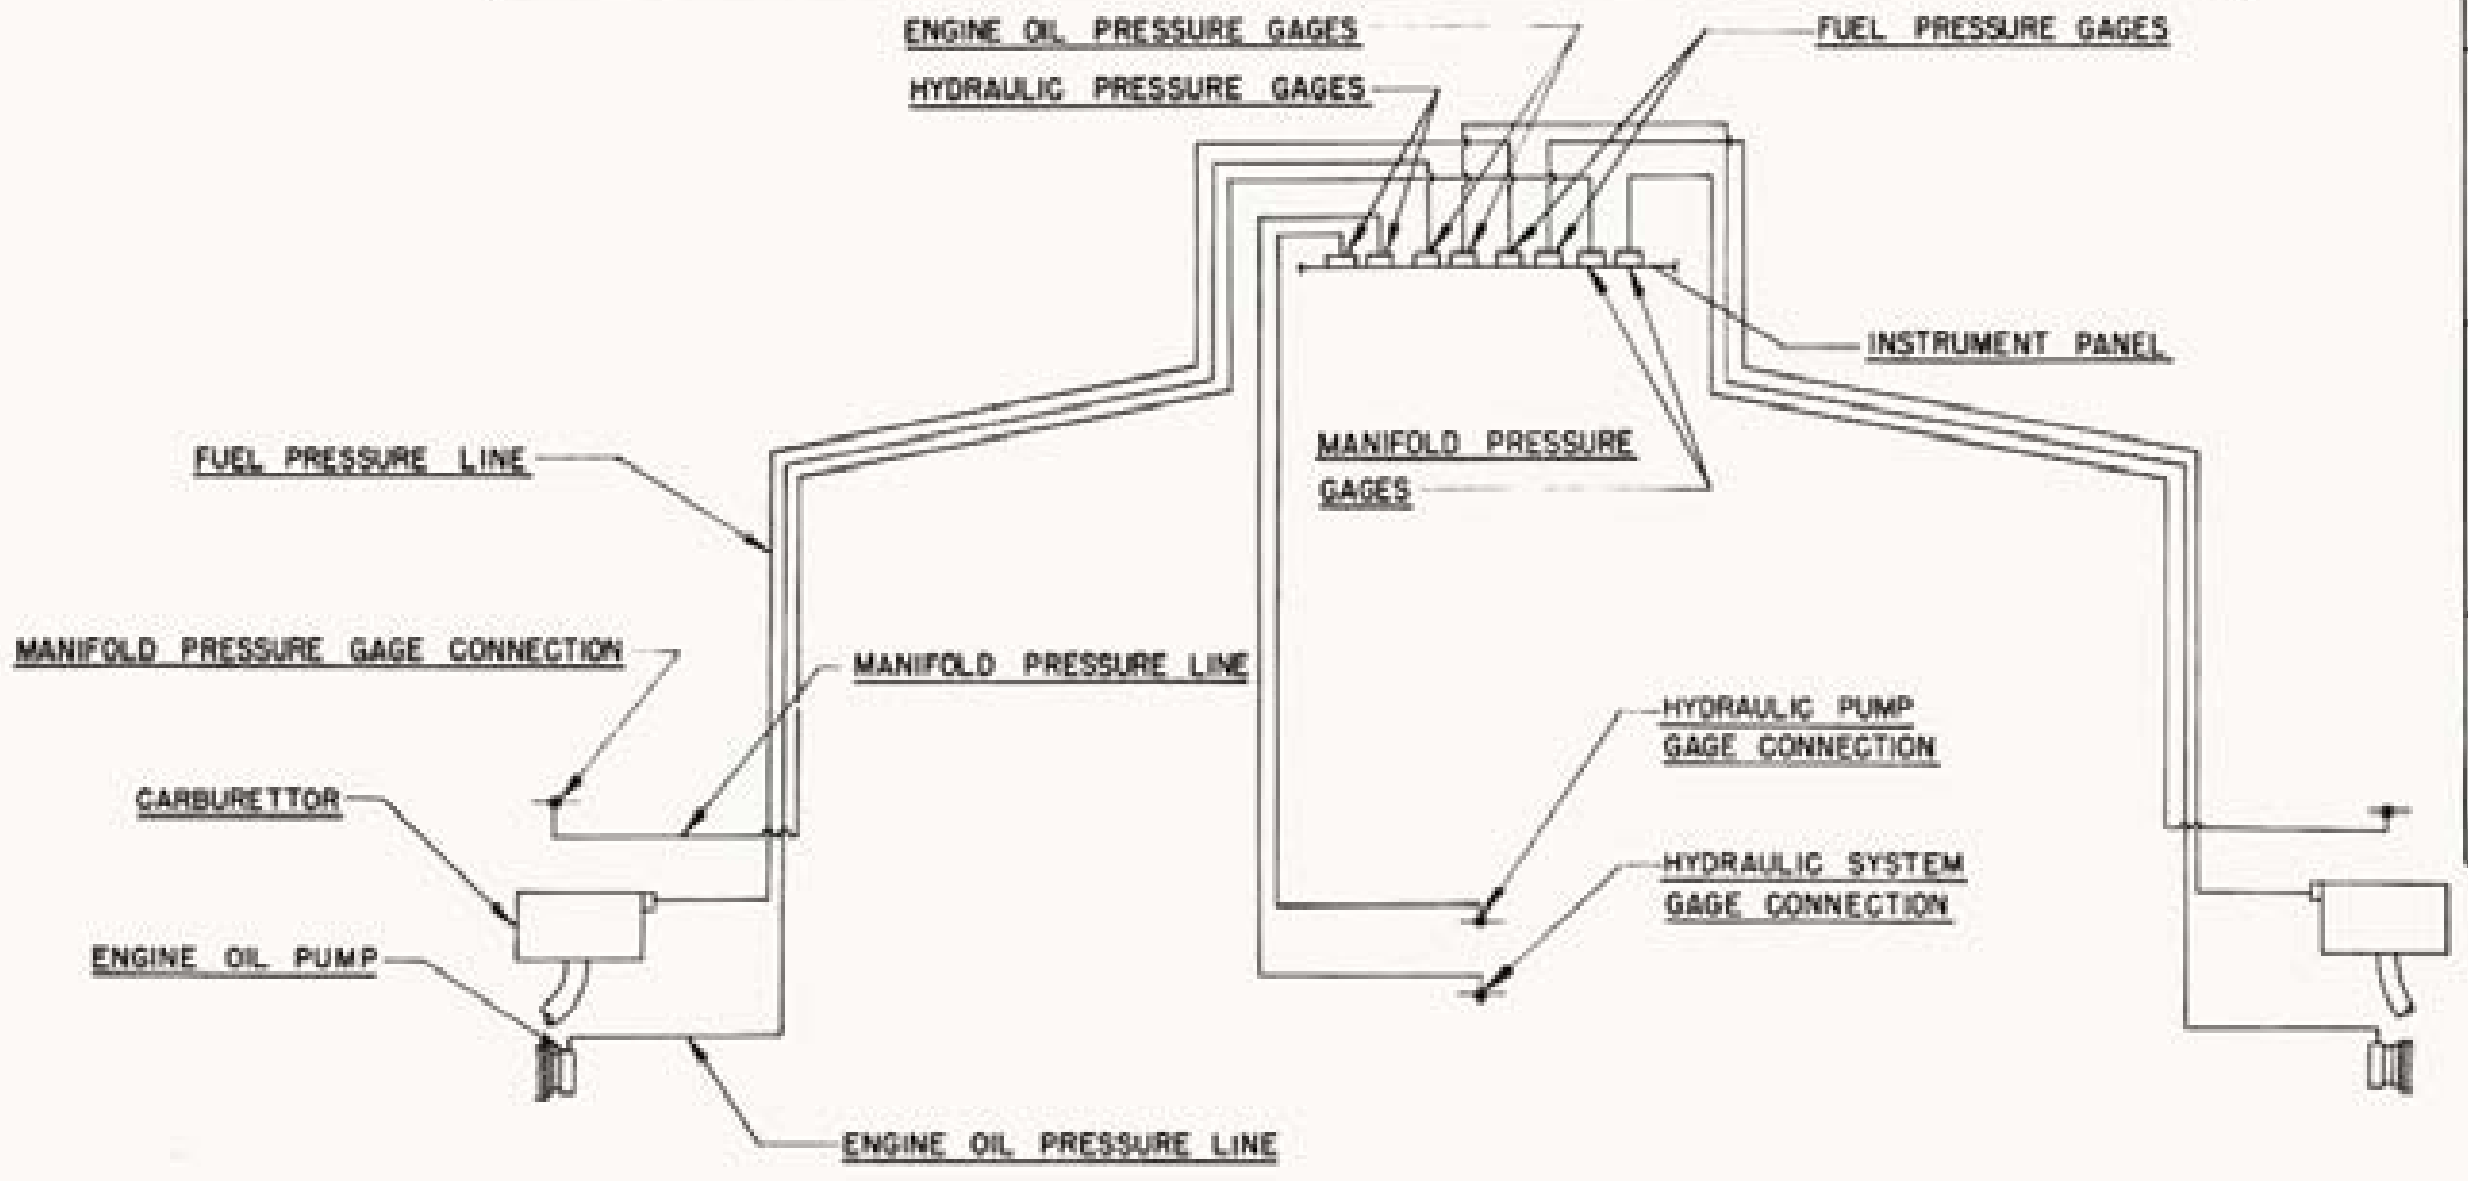 ENGINE OIL PRESSURE GAGES
FUEL PRESSURE GAGES
HYDRAULIC PRESSURE GAGES
INSTRUMENT PANEL
MANIFOLD PRESSURE
GAGES
FUEL PRESSURE LINE
MANIFOLD PRESSURE GAGE CONNECTION
MANIFOLD PRESSURE LINE
HYDRAULIC PUMP
GAGE CONNECTION
CARBURETTOR
HYDRAULIC SYSTEM
GAGE CONNECTION
ENGINE OIL PUMP
ENGINE OIL PRESSURE LINE